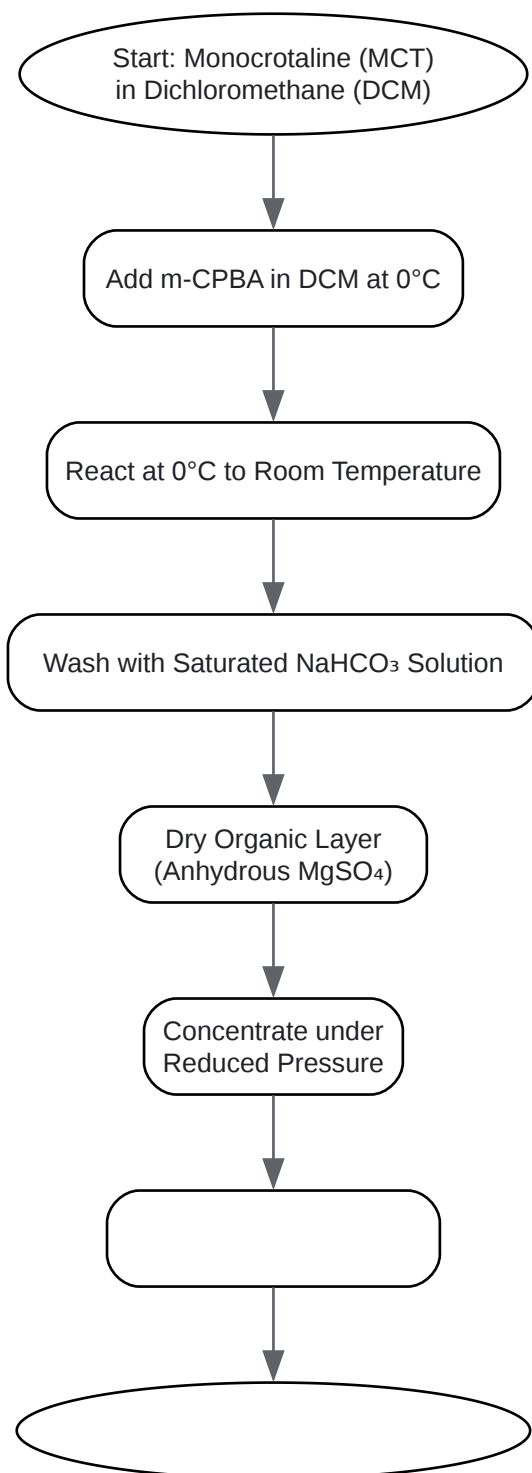 Start: Monocrotaline (MCT)
in Dichloromethane (DCM)
Add m-CPBA in DCM at 0°C
React at 0°C to Room Temperature
Wash with Saturated NaHCO₃ Solution
Dry Organic Layer
(Anhydrous MgSO₄)
Concentrate under
Reduced Pressure